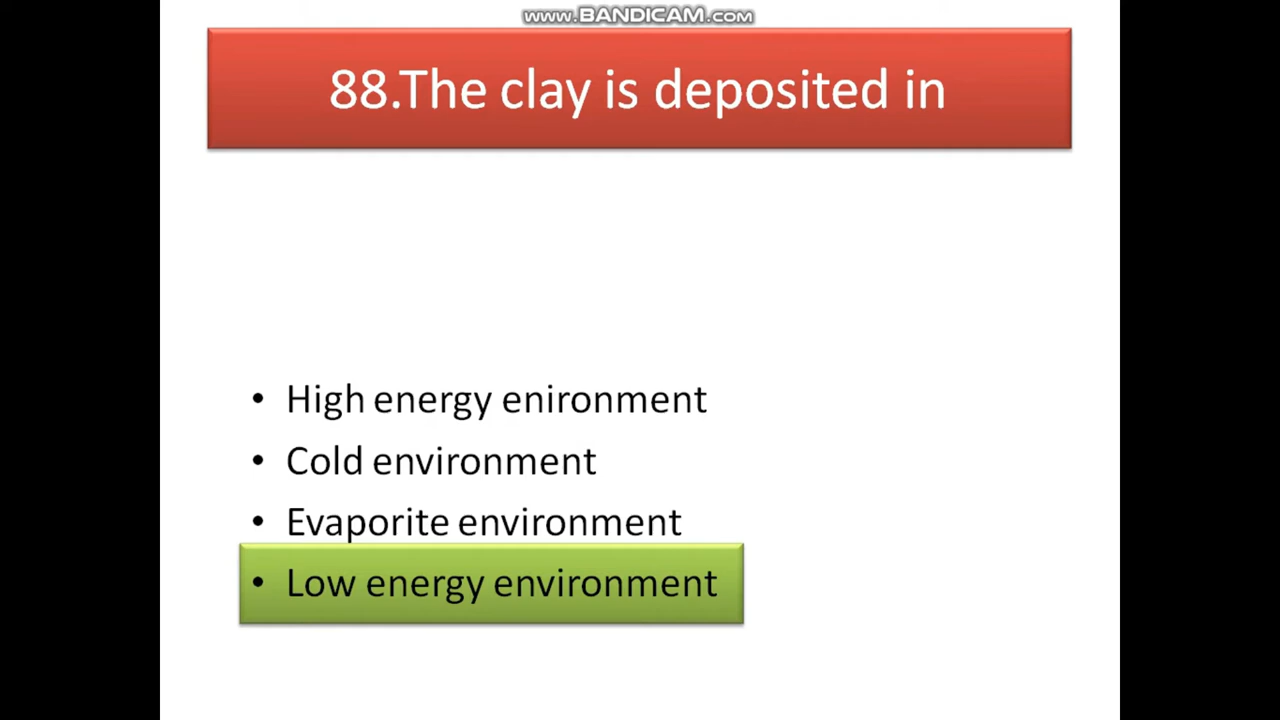 www.BANDICAM.com
88.The clay is deposited in
• High energy enironment
• Cold environment
• Evaporite environment
• Low energy environment